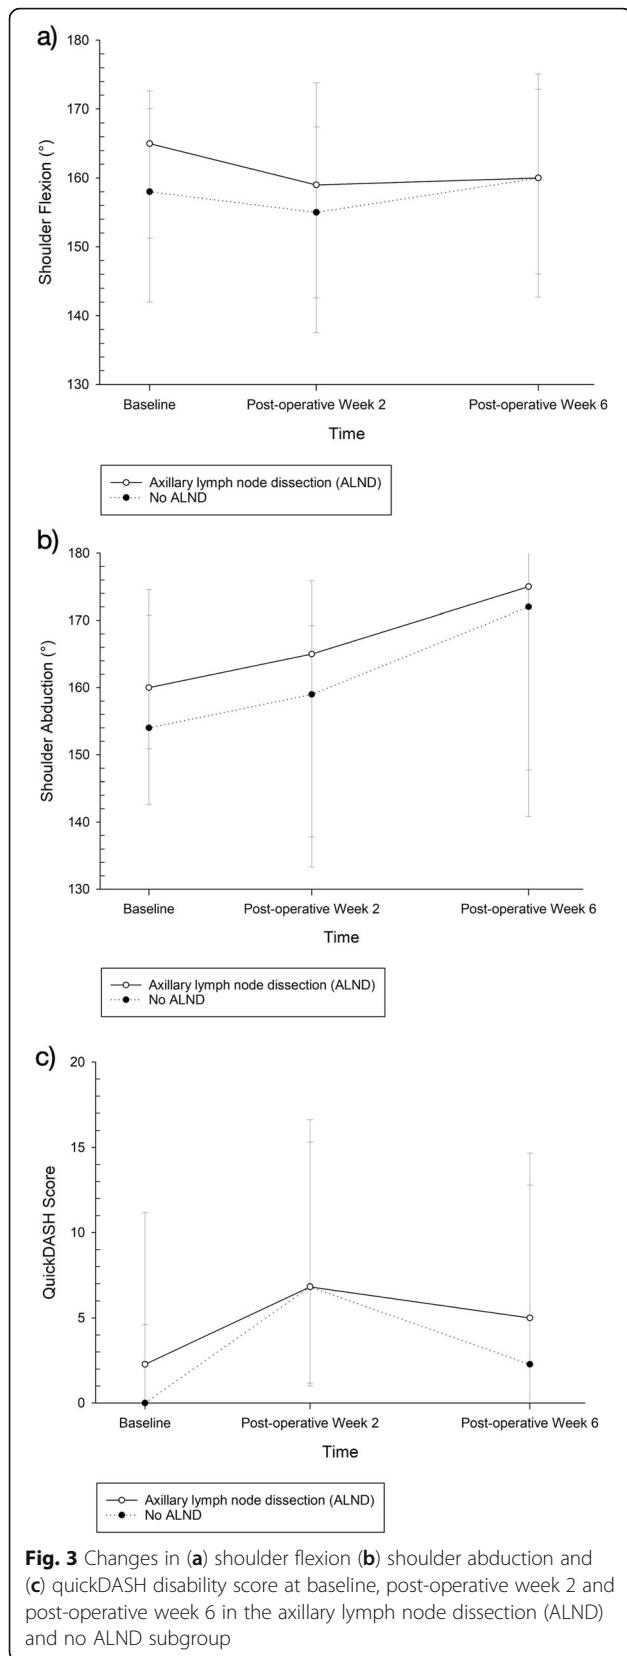 a)
180
170
160
150
140
130
Shoulder Flexion (°)
Baseline
Post-operative Week 2
Post-operative Week 6
Time
Axillary lymph node dissection (ALND)
No ALND
b)
180
170
160
150
140
130
Shoulder Abduction (°)
Baseline
Post-operative Week 2
Post-operative Week 6
Time
Axillary lymph node dissection (ALND)
No ALND
c)
20
15
10
5
0
QuickDASH Score
Baseline
Post-operative Week 2
Post-operative Week 6
Time
Axillary lymph node dissection (ALND)
No ALND
Fig. 3 Changes in (a) shoulder flexion (b) shoulder abduction and
(c) quickDASH disability score at baseline, post-operative week 2 and
post-operative week 6 in the axillary lymph node dissection (ALND)
and no ALND subgroup